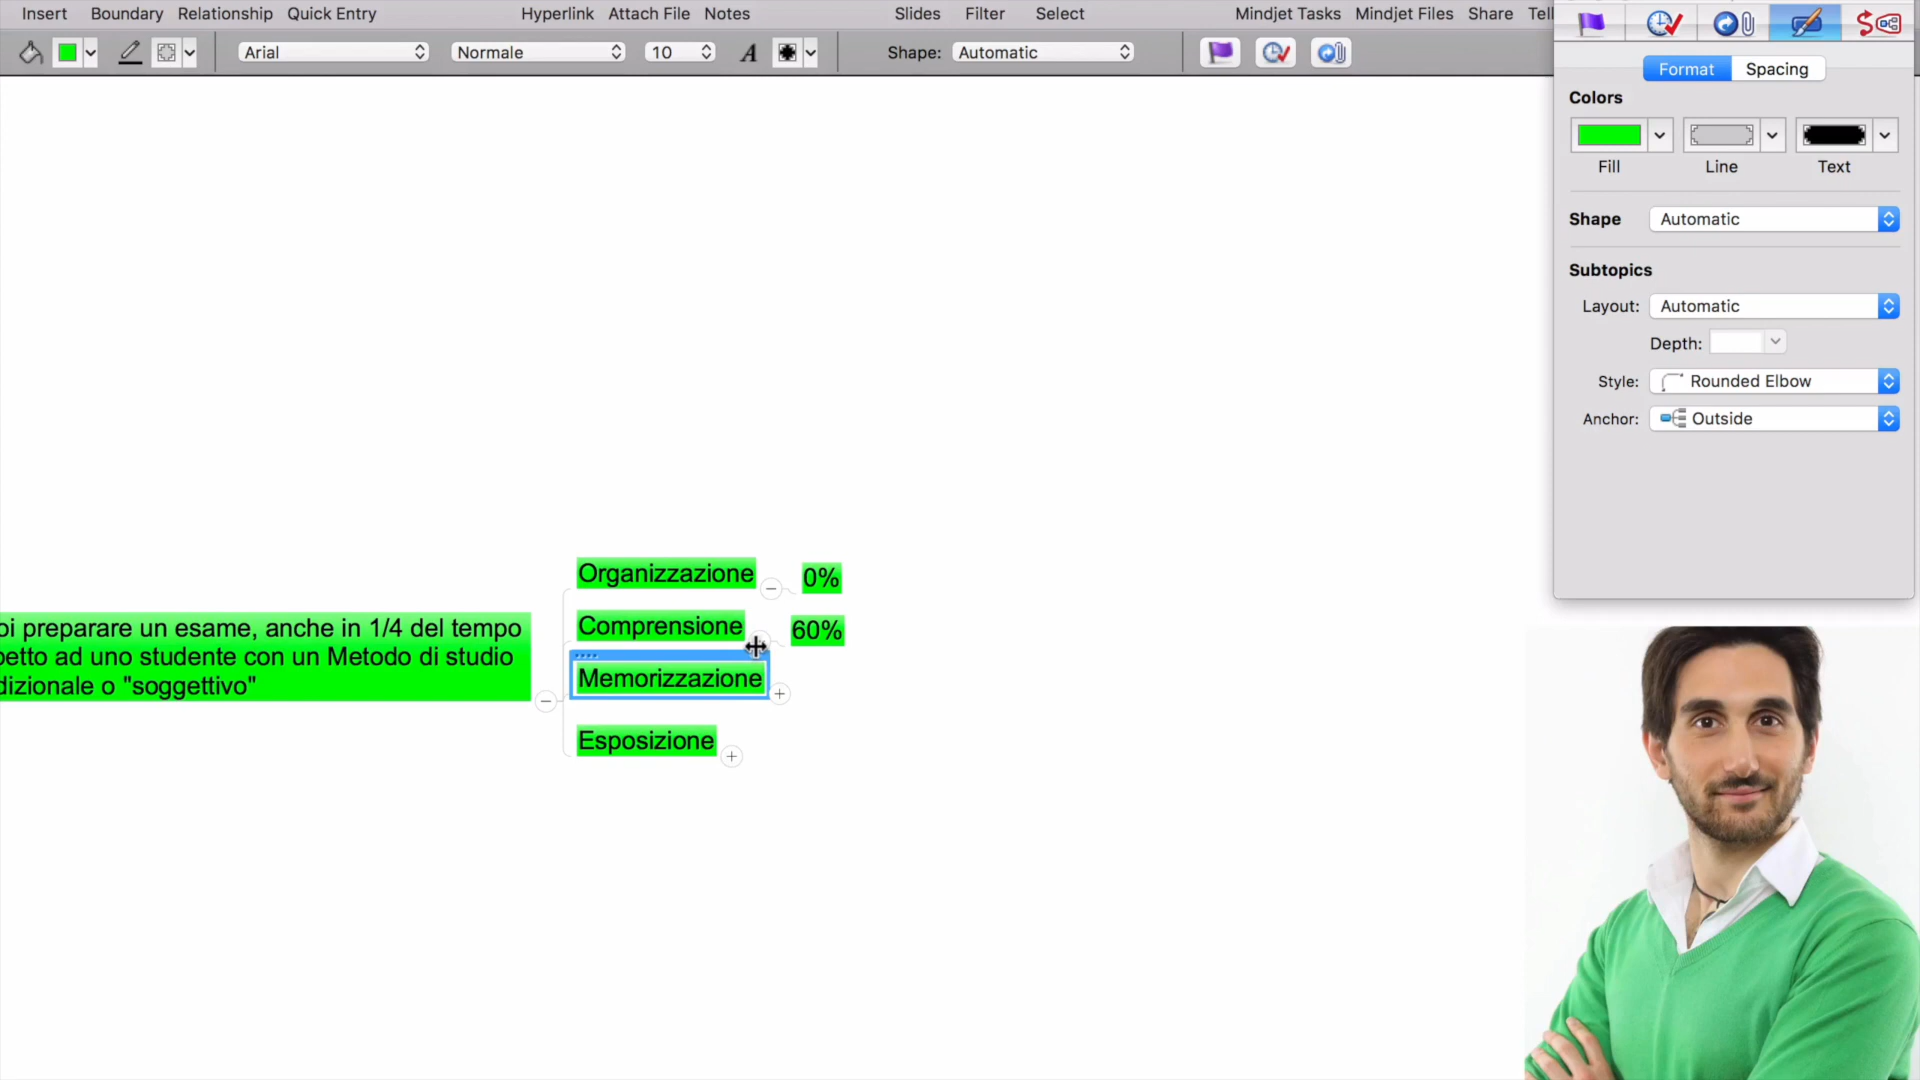 Insert Boundary Relationship Quick Entry Hyperlink Attach File Notes Slides Filter Select Mindjet Tasks Mindjet Files Share Tell
Arial Normale 10 A Shape: Automatic
Format Spacing
Colors
Fill Line Text
Shape Automatic
Subtopics
Layout: Automatic
Depth:
Style: Rounded Elbow
Anchor: Outside
Organizzazione 0%
Comprensione 60%
Memorizzazione
Esposizione
oi preparare un esame, anche in 1/4 del tempo
petto ad uno studente con un Metodo di studio
dizionale o "soggettivo"